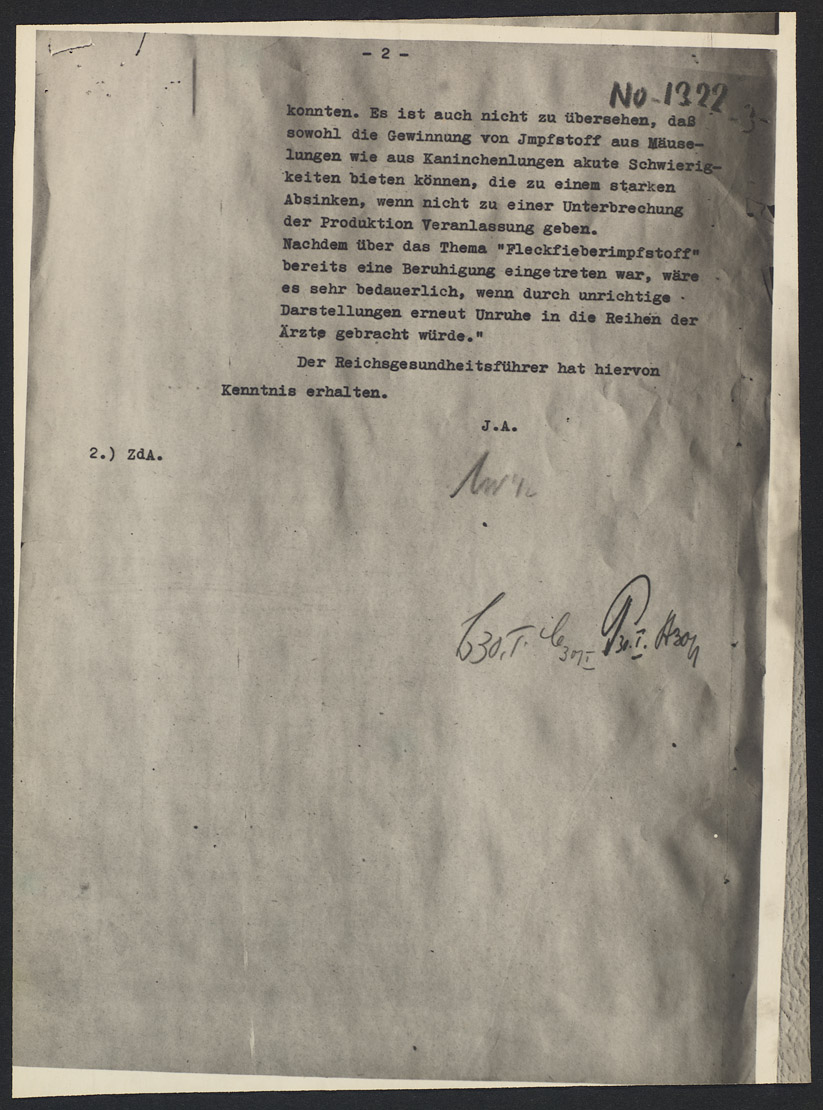 - 2 -
No-1322
-3-
konnten. Es ist auch nicht zu übersehen, daß
sowohl die Gewinnung von Jmpfstoff aus Mäuse-
lungen wie aus Kaninchenlungen akute Schwierig-
keiten bieten können, die zu einem starken
Absinken, wenn nicht zu einer Unterbrechung
der Produktion Veranlassung geben.
Nachdem über das Thema "Fleckfieberimpfstoff"
bereits eine Beruhigung eingetreten war, wäre
es sehr bedauerlich, wenn durch unrichtige
Darstellungen erneut Unruhe in die Reihen der
Ärzte gebracht würde."
Der Reichsgesundheitsführer hat hiervon
Kenntnis erhalten.
J.A.
2.) ZdA.
30.I.